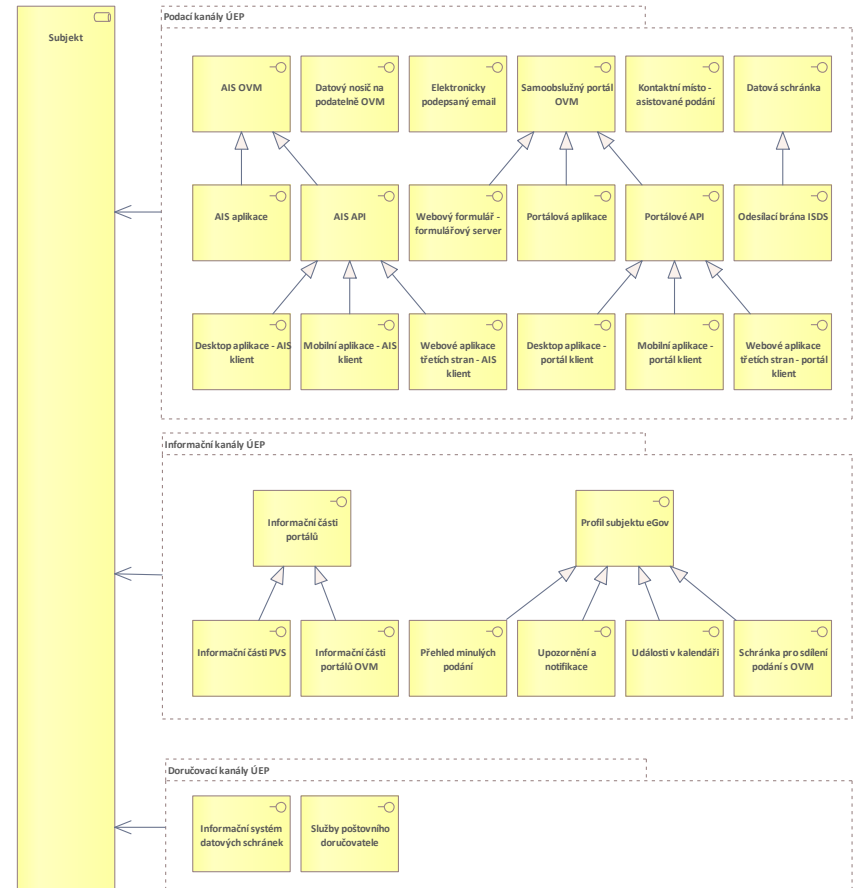 Subjekt
Podací kanály ÚEP
AIS OVM
Datový nosič na
podatelně OVM
Elektronicky
podepsaný email
Samoobslužný portál
OVM
Kontaktní místo -
asistované podání
Datová schránka
AIS aplikace
AIS API
Webový formulář -
formulářový server
Portálová aplikace
Portálové API
Odesílací brána ISDS
Desktop aplikace - AIS
klient
Mobilní aplikace - AIS
klient
Webové aplikace
třetích stran - AIS
klient
Desktop aplikace -
portál klient
Mobilní aplikace -
portál klient
Webové aplikace
třetích stran - portál
klient
Informační kanály ÚEP
Informační části
portálů
Profil subjektu eGov
Informační části PVS
Informační části
portálů OVM
Přehled minulých
podání
Upozornění a
notifikace
Události v kalendáři
Schránka pro sdílení
podání s OVM
Doručovací kanály ÚEP
Informační systém
datových schránek
Služby poštovního
doručovatele